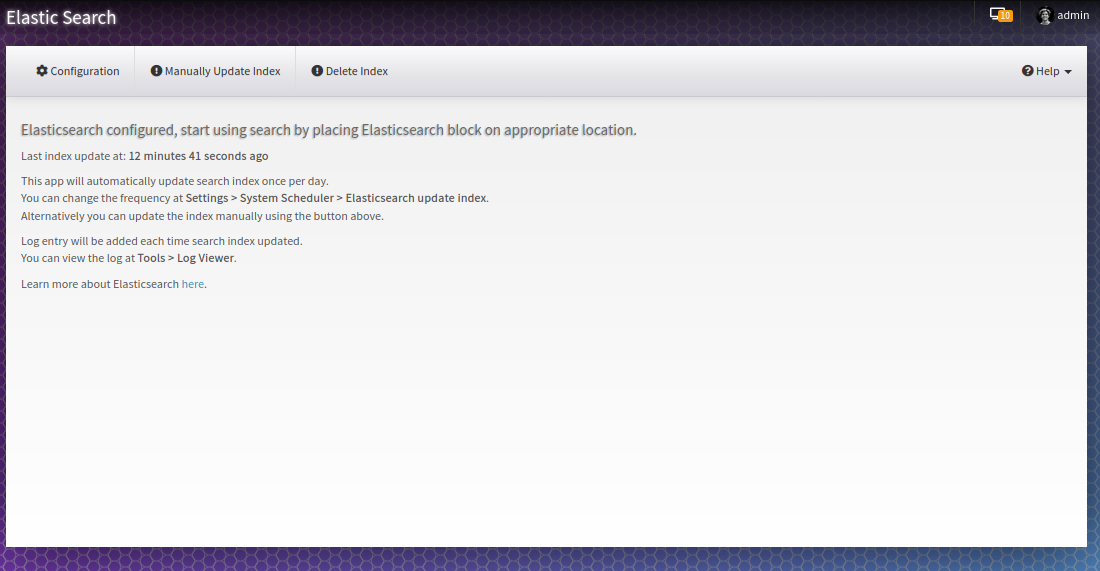 Elastic Search
10
admin
Configuration
Manually Update Index
Delete Index
Help
Elasticsearch configured, start using search by placing Elasticsearch block on appropriate location.
Last index update at: 12 minutes 41 seconds ago
This app will automatically update search index once per day.
You can change the frequency at Settings > System Scheduler > Elasticsearch update index.
Alternatively you can update the index manually using the button above.
Log entry will be added each time search index updated.
You can view the log at Tools > Log Viewer.
Learn more about Elasticsearch here.